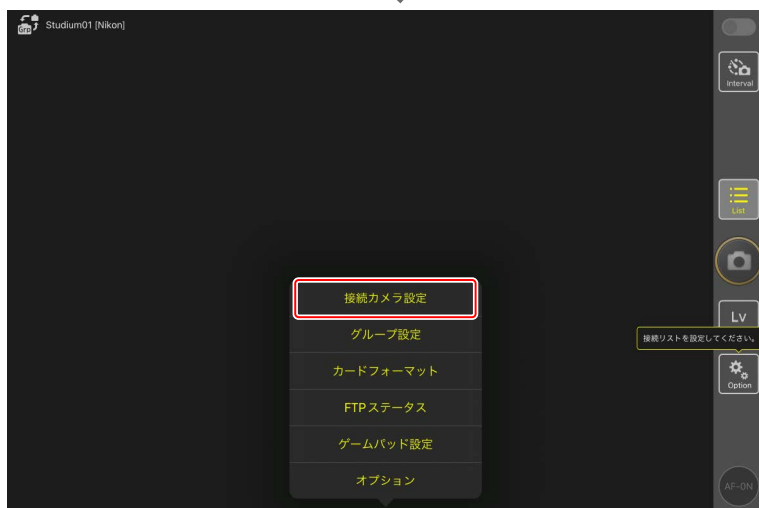 Grp
Studium01 [Nikon]
Interval
List
接続カメラ設定
グループ設定
Lv
接続リストを設定してください。
カードフォーマット
Option
FTPステータス
ゲームパッド設定
オプション
AF-ON